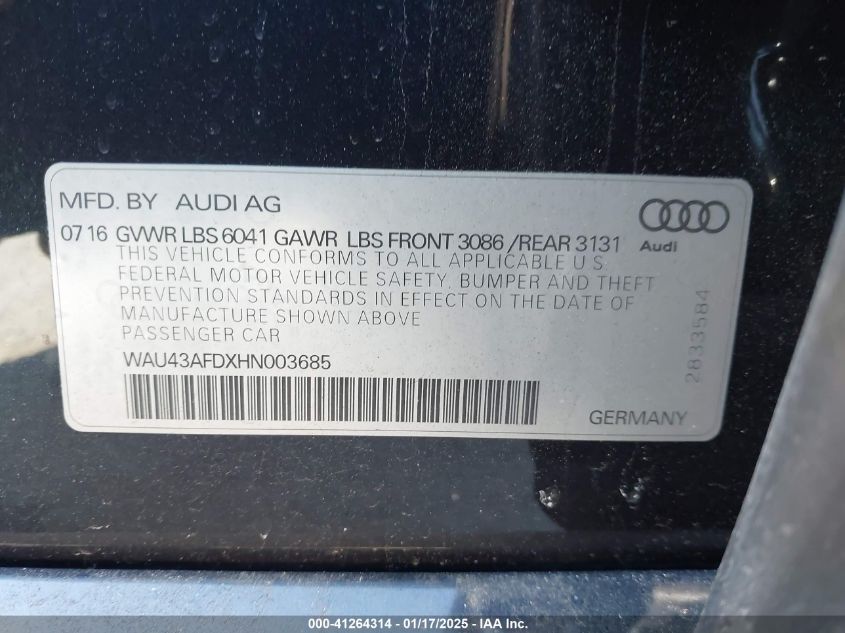 MFD. BY AUDI AG
07 16 GVWR LBS 6041 GAWR LBS FRONT 3086 /REAR 3131
THIS VEHICLE CONFORMS TO ALL APPLICABLE U S
FEDERAL MOTOR VEHICLE SAFETY, BUMPER AND THEFT
PREVENTION STANDARDS IN EFFECT ON THE DATE OF
MANUFACTURE SHOWN ABOVE
PASSENGER CAR
WAU43AFDXHN003685
Audi
2833584
GERMANY
000-41264314 - 01/17/2025 - IAA Inc.